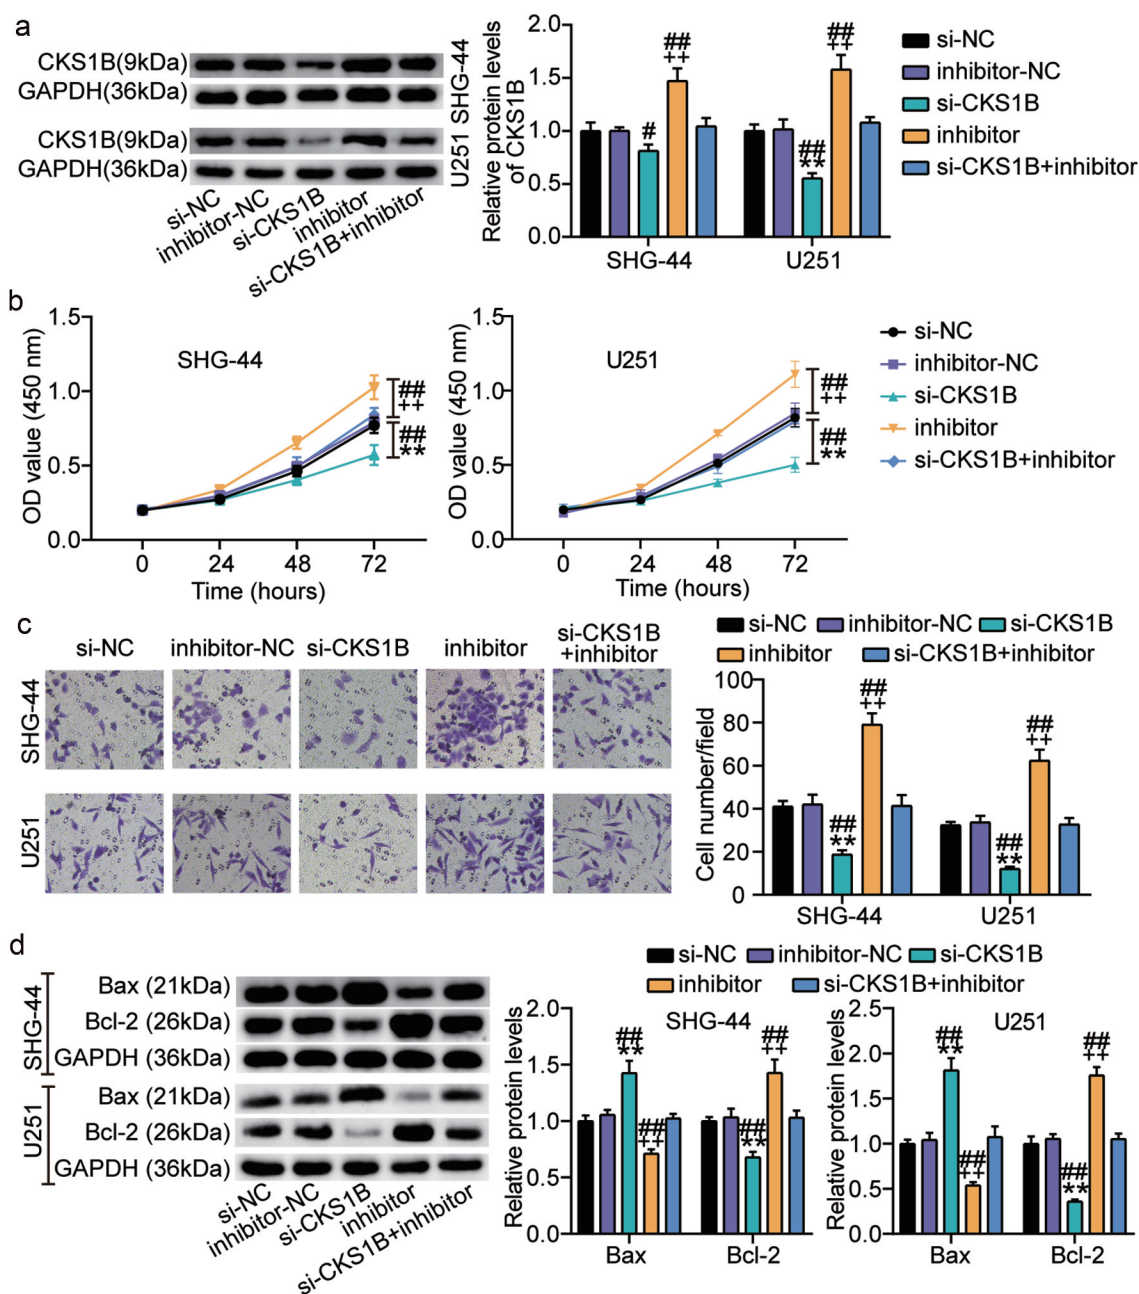 a
CKS1B(9kDa)
GAPDH(36kDa)
SHG-44
CKS1B(9kDa)
GAPDH(36kDa)
U251
si-NC
inhibitor-NC
si-CKS1B
inhibitor
si-CKS1B+inhibitor
Relative protein levels
of CKS1B
2.0
1.5
1.0
0.5
0.0
#
##
++
##
**
##
++
SHG-44
U251
si-NC
inhibitor-NC
si-CKS1B
inhibitor
si-CKS1B+inhibitor
b
OD value (450 nm)
1.5
1.0
0.5
0.0
SHG-44
##
++
##
**
0
24
48
72
Time (hours)
OD value (450 nm)
1.5
1.0
0.5
0.0
U251
##
++
##
**
0
24
48
72
Time (hours)
si-NC
inhibitor-NC
si-CKS1B
inhibitor
si-CKS1B+inhibitor
c
si-NC
inhibitor-NC
si-CKS1B
inhibitor
si-CKS1B
+inhibitor
SHG-44
U251
si-NC
inhibitor-NC
si-CKS1B
inhibitor
si-CKS1B+inhibitor
Cell number/field
100
80
60
40
20
0
##
**
##
++
##
**
##
++
SHG-44
U251
d
SHG-44
Bax (21kDa)
Bcl-2 (26kDa)
GAPDH (36kDa)
U251
Bax (21kDa)
Bcl-2 (26kDa)
GAPDH (36kDa)
si-NC
inhibitor-NC
si-CKS1B
inhibitor
si-CKS1B+inhibitor
si-NC
inhibitor-NC
si-CKS1B
inhibitor
si-CKS1B+inhibitor
Relative protein levels
2.0
1.5
1.0
0.5
0.0
SHG-44
##
**
##
++
##
**
##
++
Bax
Bcl-2
Relative protein levels
2.5
2.0
1.5
1.0
0.5
0.0
U251
##
**
##
++
##
**
##
++
Bax
Bcl-2